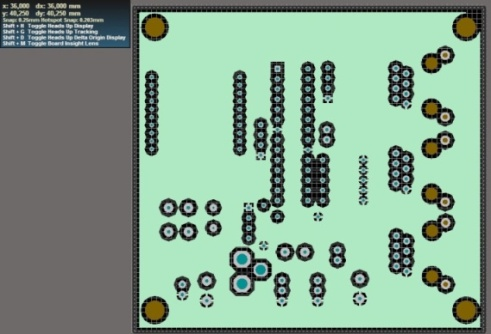 x: 36,000 dx: 36,000 mm
y: 40,250 dy: 40,250 mm
Snap: 0.25mm Hotspot Snap: 0.203mm
Shift + H Toggle Heads Up Display
Shift + G Toggle Heads Up Tracking
Shift + D Toggle Heads Up Delta Origin Display
Shift + M Toggle Board Insight Lens